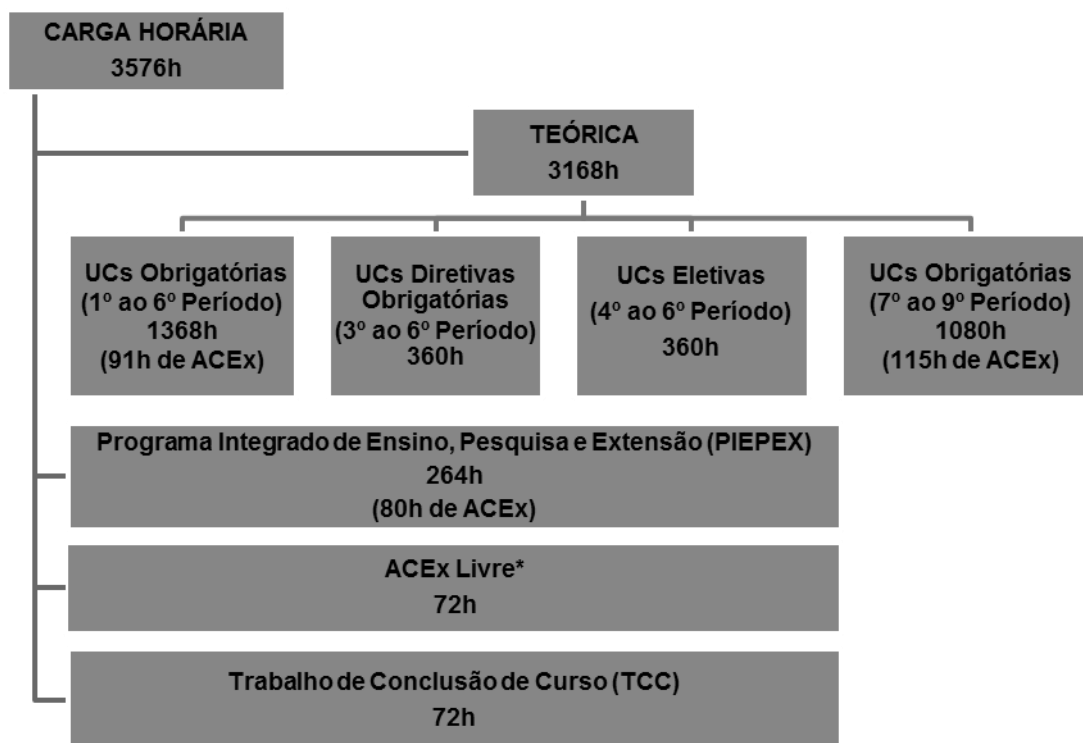 CARGA HORÁRIA
3576h
TEÓRICA
3168h
UCs Obrigatórias
(1º ao 6º Período)
1368h
(91h de ACEx)
UCs Diretivas
Obrigatórias
(3º ao 6º Período)
360h
UCs Eletivas
(4º ao 6º Período)
360h
UCs Obrigatórias
(7º ao 9º Período)
1080h
(115h de ACEx)
Programa Integrado de Ensino, Pesquisa e Extensão (PIEPEX)
264h
(80h de ACEx)
ACEx Livre*
72h
Trabalho de Conclusão de Curso (TCC)
72h